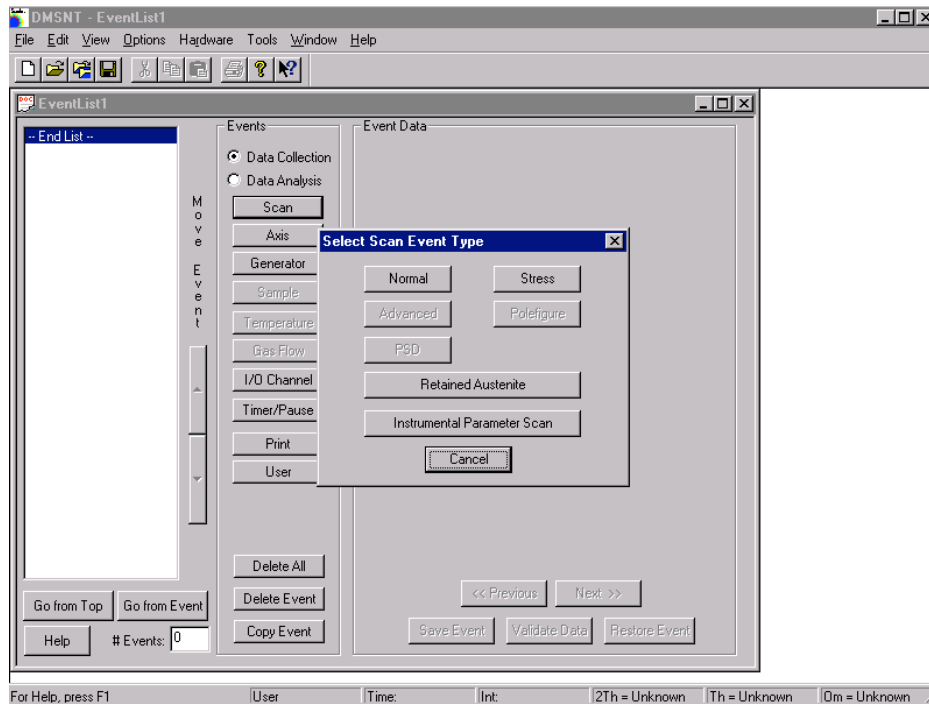 DMSNT - EventList1
File Edit View Options Hardware Tools Window Help
EventList1
-- End List --
Move Event
Go from Top
Go from Event
Help
# Events: 0
Events
Data Collection
Data Analysis
Scan
Axis
Generator
Sample
Temperature
Gas Flow
I/O Channel
Timer/Pause
Print
User
Delete All
Delete Event
Copy Event
Event Data
Select Scan Event Type
Normal
Stress
Advanced
Polefigure
PSD
Retained Austenite
Instrumental Parameter Scan
Cancel
<< Previous
Next >>
Save Event
Validate Data
Restore Event
For Help, press F1
User
Time:
Int:
2Th = Unknown
Th = Unknown
Om = Unknown